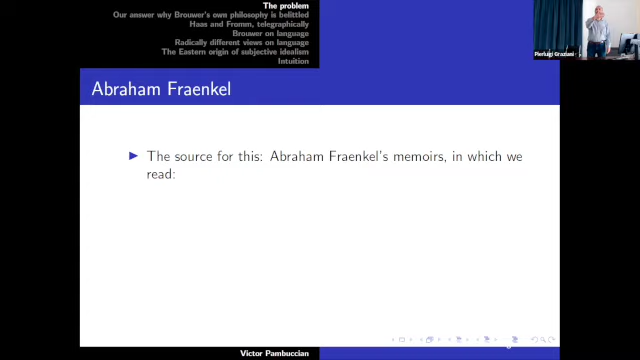 The problem
Our answer why Brouwer's own philosophy is belittled
Haas and Fromm, telegraphically
Brouwer on language
Radically different views on language
The Eastern origin of subjective idealism
Intuition
Pierluigi Graziani
Abraham Fraenkel
The source for this: Abraham Fraenkel's memoirs, in which we
read:
Victor Pambuccian